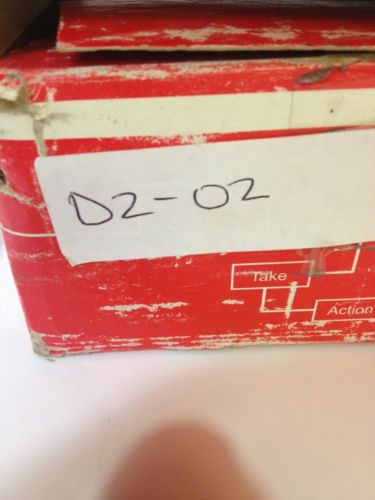 D2-02
Take
Action